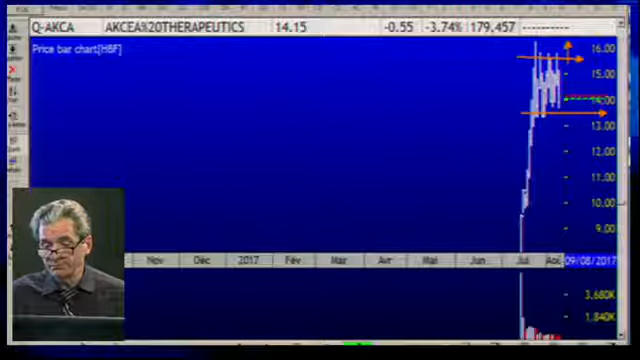 Q-AKCA AKCEA%20THERAPEUTICS 14.15 -0.55 -3.74% 179,457 ----------
Price bar chart[HBF]
16.00
15.00
14.00
13.00
12.00
11.00
10.00
9.00
Nov Déc 2017 Fév Mar Avr Mai Jun Jul Aoû 09/08/2017
3,680K
1,840K